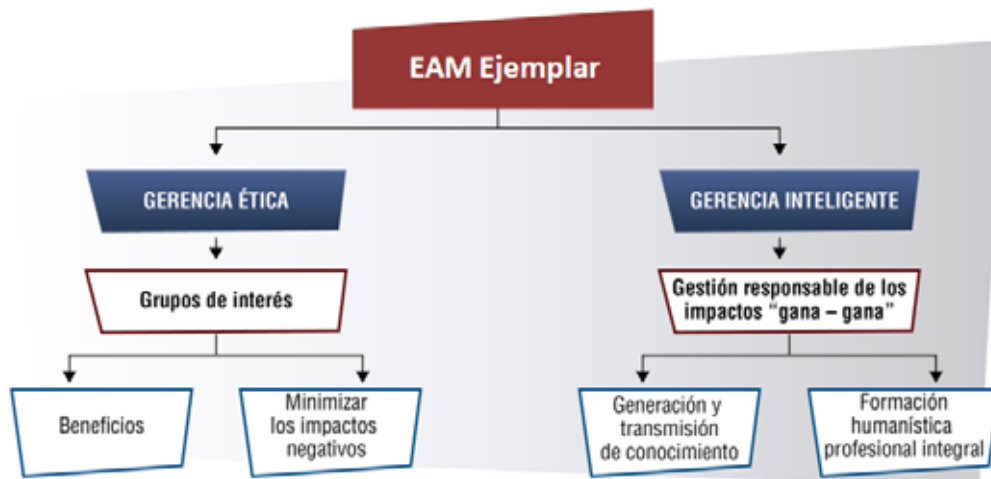 EAM Ejemplar
GERENCIA ÉTICA
GERENCIA INTELIGENTE
Grupos de interés
Gestión responsable de los
impactos “gana – gana”
Beneficios
Minimizar
los impactos
negativos
Generación y
transmisión
de conocimiento
Formación
humanística
profesional integral